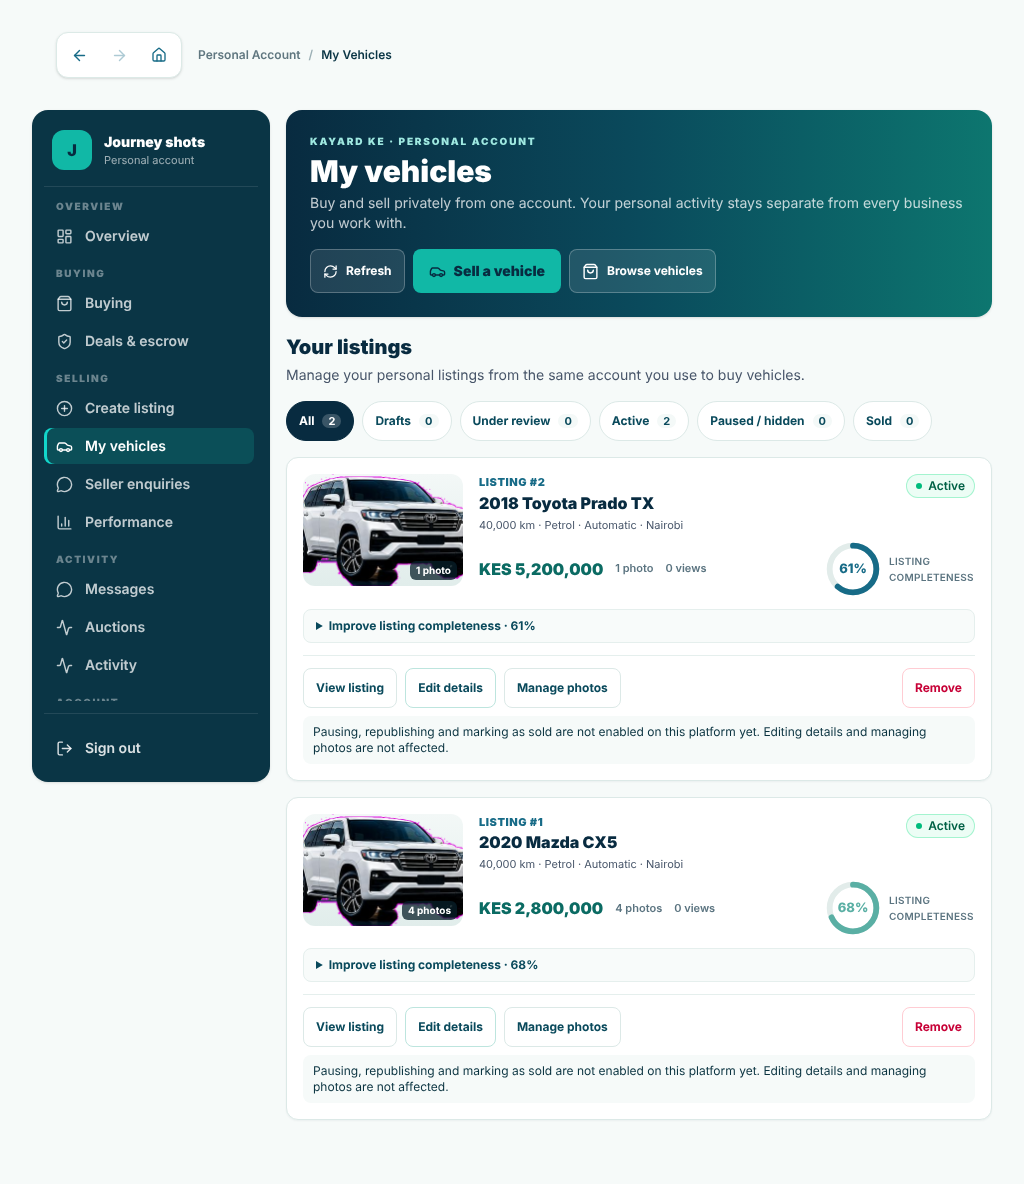 Personal Account / My Vehicles
J
Journey shots
Personal account
OVERVIEW
Overview
BUYING
Buying
Deals & escrow
SELLING
Create listing
My vehicles
Seller enquiries
Performance
ACTIVITY
Messages
Auctions
Activity
ACCOUNT
Sign out
KAYARD KE · PERSONAL ACCOUNT
My vehicles
Buy and sell privately from one account. Your personal activity stays separate from every business
you work with.
Refresh
Sell a vehicle
Browse vehicles
Your listings
Manage your personal listings from the same account you use to buy vehicles.
All 2
Drafts 0
Under review 0
Active 2
Paused / hidden 0
Sold 0
1 photo
LISTING #2
2018 Toyota Prado TX
40,000 km · Petrol · Automatic · Nairobi
KES 5,200,000 1 photo 0 views
Active
61%
LISTING
COMPLETENESS
Improve listing completeness · 61%
View listing
Edit details
Manage photos
Remove
Pausing, republishing and marking as sold are not enabled on this platform yet. Editing details and managing
photos are not affected.
4 photos
LISTING #1
2020 Mazda CX5
40,000 km · Petrol · Automatic · Nairobi
KES 2,800,000 4 photos 0 views
Active
68%
LISTING
COMPLETENESS
Improve listing completeness · 68%
View listing
Edit details
Manage photos
Remove
Pausing, republishing and marking as sold are not enabled on this platform yet. Editing details and managing
photos are not affected.